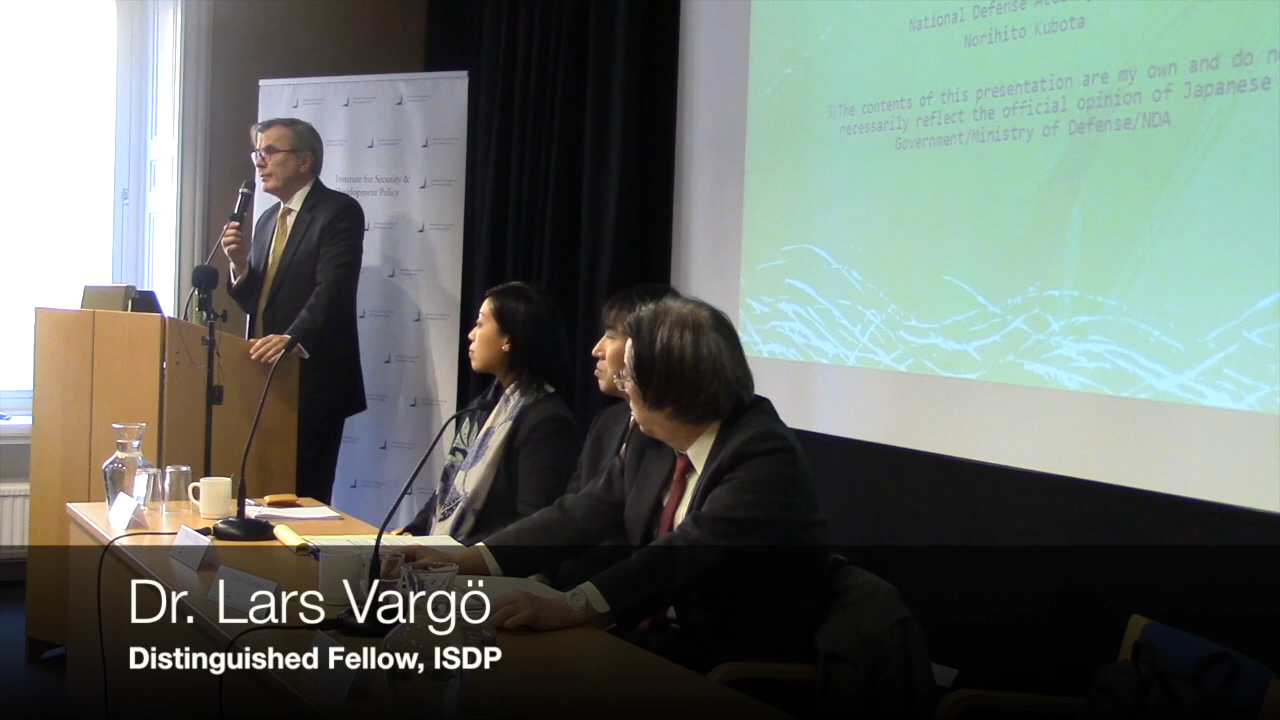 National Defense
Norihito Kubota
※The contents of this presentation are my own and do
necessarily reflect the official opinion of Japanese
Government/Ministry of Defense/NDA
Institute for Security &
Development Policy
Dr. Lars Vargö
Distinguished Fellow, ISDP